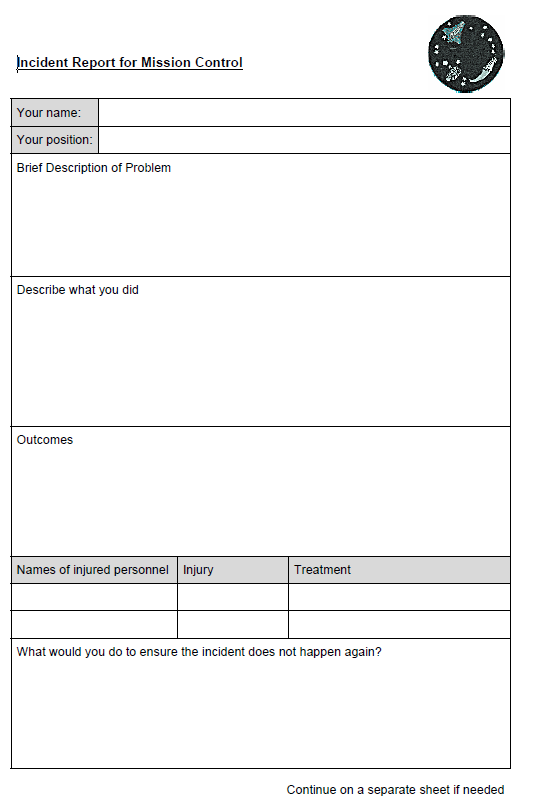 Incident Report for Mission Control
Your name:
Your position:
Brief Description of Problem
Describe what you did
Outcomes
Names of injured personnel Injury Treatment
What would you do to ensure the incident does not happen again?
Continue on a separate sheet if needed